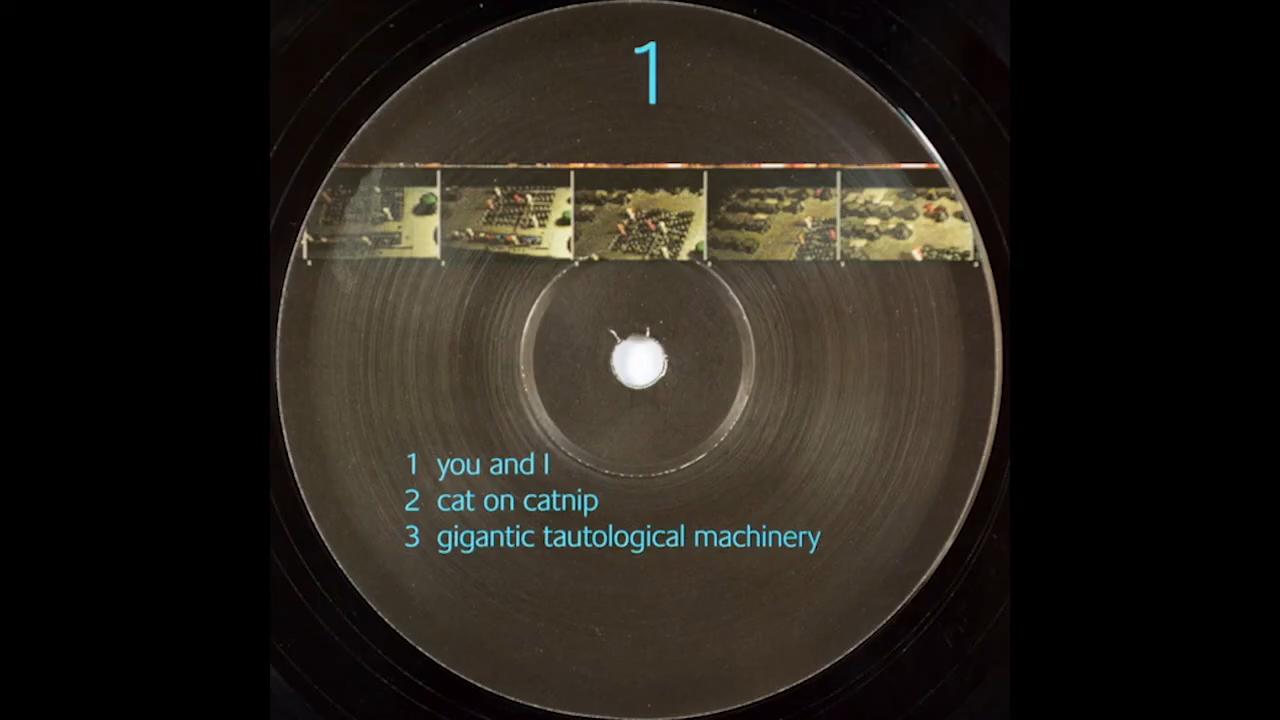 1
1 you and I
2 cat on catnip
3 gigantic tautological machinery